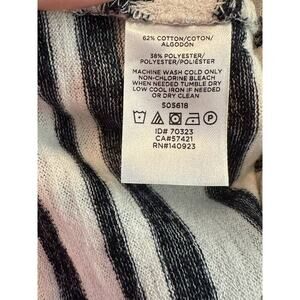 62% COTTON/COTON/
ALGODÓN
38% POLYESTER/
POLYESTER/POLIÉSTER
MACHINE WASH COLD ONLY
NON-CHLORINE BLEACH
WHEN NEEDED TUMBLE DRY
LOW COOL IRON IF NEEDED
OR DRY CLEAN
S05618
P
ID# 70323
CA#57421
RN#140923